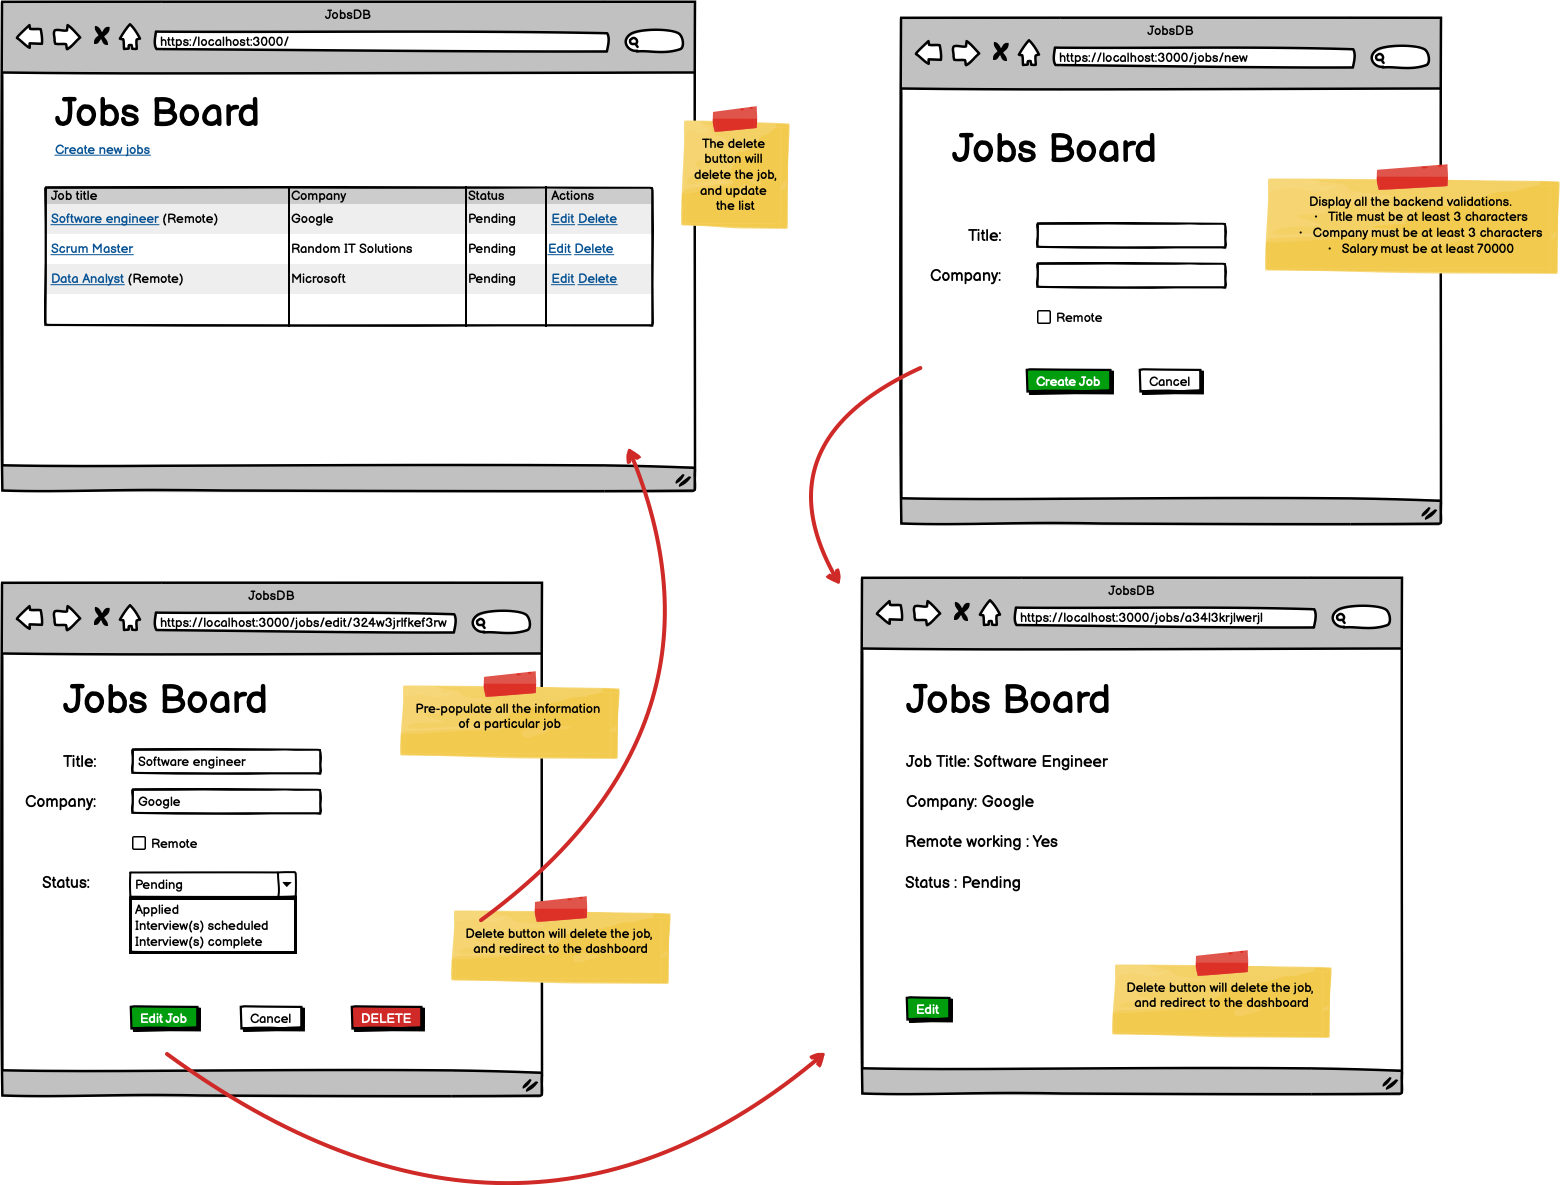 JobsDB
https:/localhost:3000/
Jobs Board
Create new jobs
Job title Company Status Actions
Software engineer (Remote) Google Pending Edit Delete
Scrum Master Random IT Solutions Pending Edit Delete
Data Analyst (Remote) Microsoft Pending Edit Delete
The delete
button will
delete the job,
and update
the list
JobsDB
https://localhost:3000/jobs/new
Jobs Board
Title:
Company:
Remote
Create Job Cancel
Display all the backend validations.
· Title must be at least 3 characters
· Company must be at least 3 characters
· Salary must be at least 70000
JobsDB
https://localhost:3000/jobs/edit/324w3jrlfkef3rw
Jobs Board
Pre-populate all the information
of a particular job
Title: Software engineer
Company: Google
Remote
Status: Pending
Applied
Interview(s) scheduled
Interview(s) complete
Delete button will delete the job,
and redirect to the dashboard
Edit Job Cancel DELETE
JobsDB
https://localhost:3000/jobs/a34l3krjlwerjl
Jobs Board
Job Title: Software Engineer
Company: Google
Remote working : Yes
Status : Pending
Delete button will delete the job,
and redirect to the dashboard
Edit